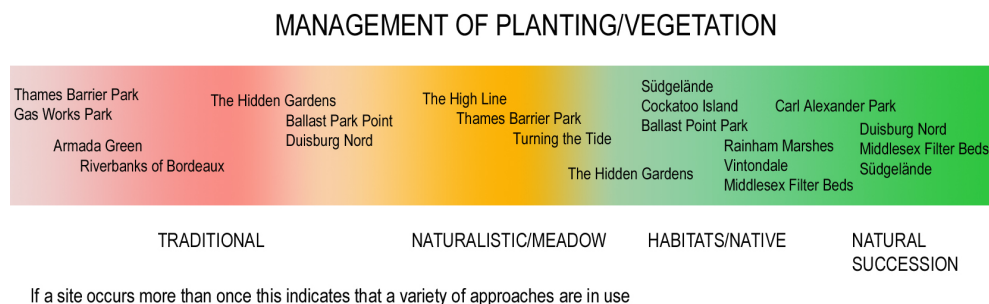 MANAGEMENT OF PLANTING/VEGETATION
Thames Barrier Park
Gas Works Park
Armada Green
Riverbanks of Bordeaux
The Hidden Gardens
Ballast Park Point
Duisburg Nord
The High Line
Thames Barrier Park
Turning the Tide
The Hidden Gardens
Südgelände
Cockatoo Island
Ballast Point Park
Rainham Marshes
Vintondale
Middlesex Filter Beds
Carl Alexander Park
Duisburg Nord
Middlesex Filter Beds
Südgelände
TRADITIONAL
NATURALISTIC/MEADOW
HABITATS/NATIVE
NATURAL
SUCCESSION
If a site occurs more than once this indicates that a variety of approaches are in use